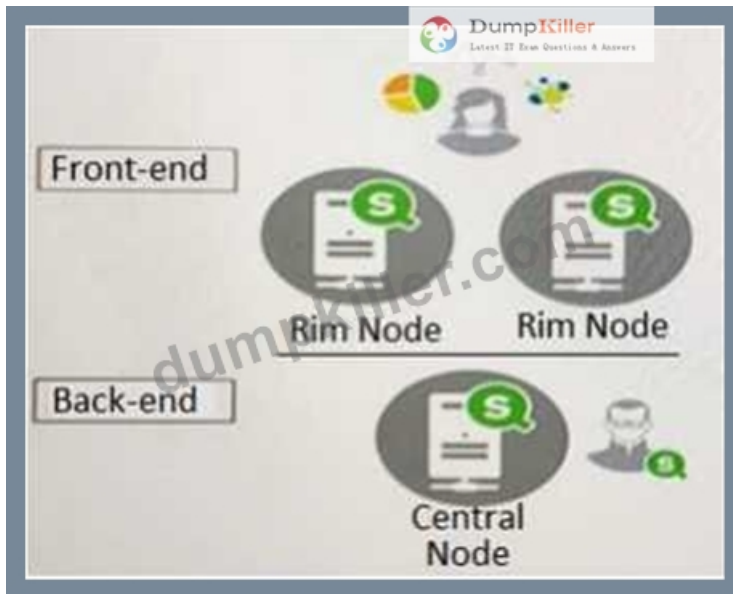 DumpKiller
Latest IT Exam Questions & Answers
Front-end
S
S
Rim Node
Rim Node
dumpkiller.com
Back-end
S
S
Central
Node